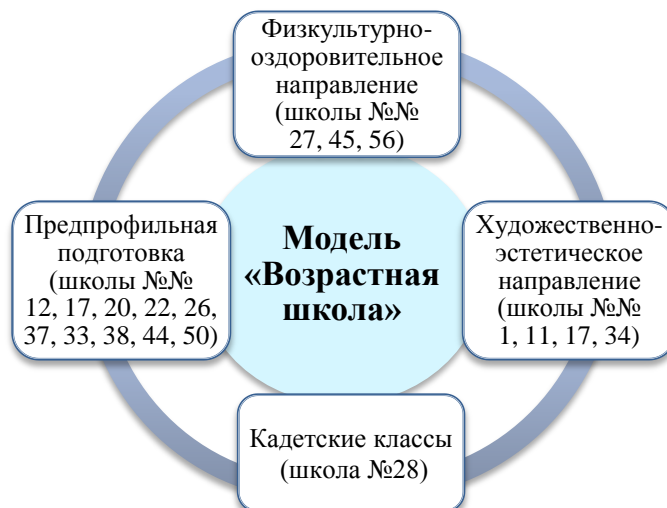 Физкультурно-
оздоровительное
направление
(школы №№
27, 45, 56)
Предпрофильная
подготовка
(школы №№
12, 17, 20, 22, 26,
37, 33, 38, 44, 50)
Модель
«Возрастная
школа»
Художественно-
эстетическое
направление
(школы №№
1, 11, 17, 34)
Кадетские классы
(школа №28)